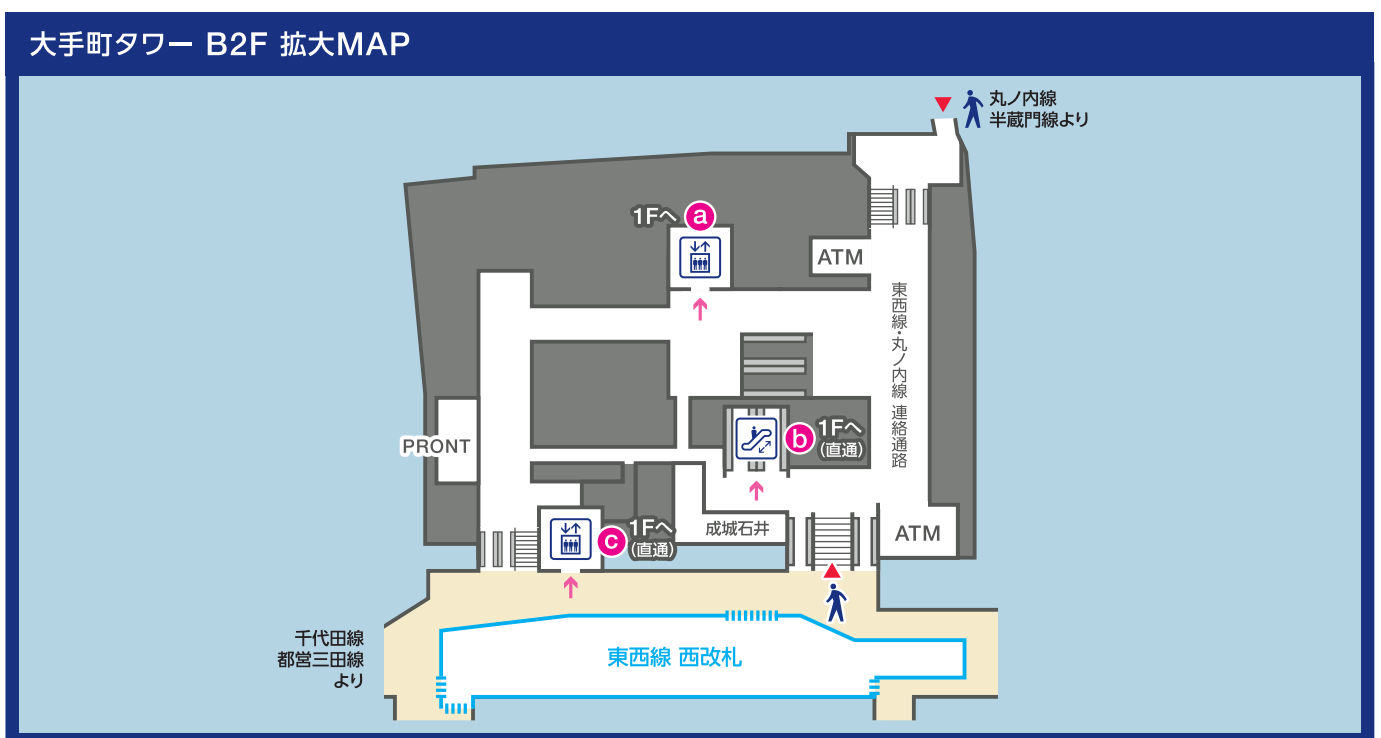 大手町タワー B2F 拡大MAP
丸ノ内線
半蔵門線より
1Fへ a
ATM
東西線・丸ノ内線 連絡通路
PRONT
b 1Fへ
(直通)
c 1Fへ
(直通)
成城石井
ATM
千代田線
都営三田線
より
東西線 西改札